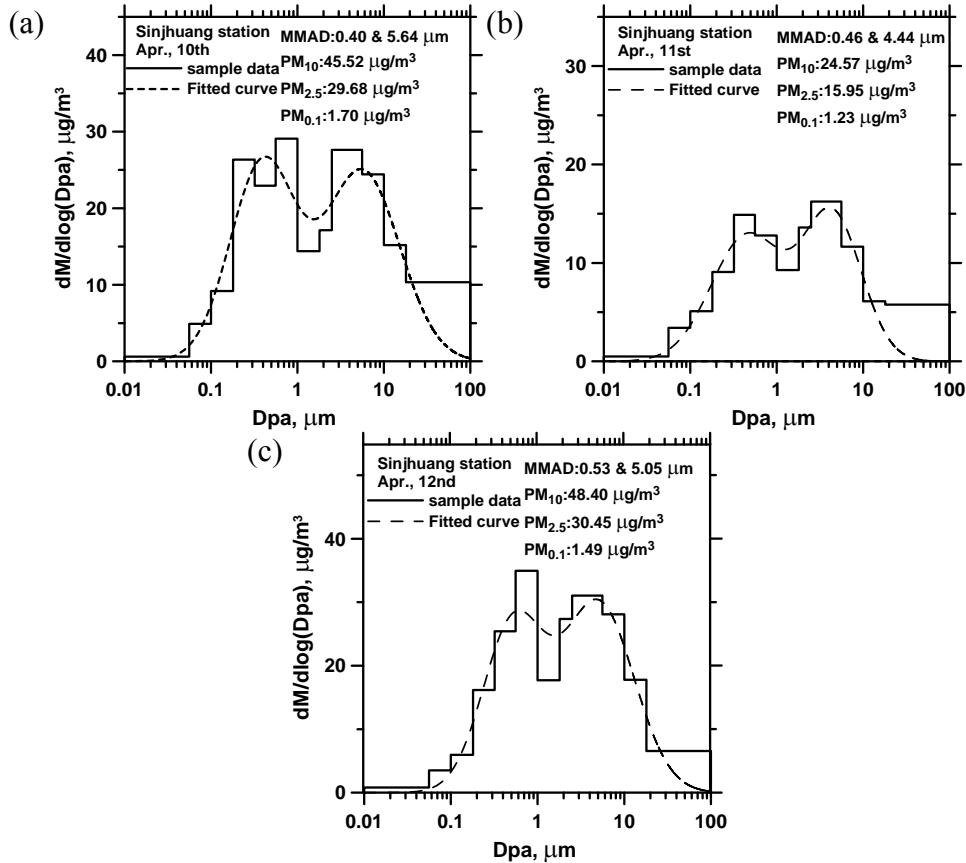 (a)
Sinjhuang station
Apr., 10th
sample data
Fitted curve
MMAD:0.40 & 5.64 μm
PM10:45.52 μg/m3
PM2.5:29.68 μg/m3
PM0.1:1.70 μg/m3
dM/dlog(Dpa), μg/m3
40
30
20
10
0
0.01 0.1 1 10 100
Dpa, μm
(b)
Sinjhuang station
Apr., 11st
sample data
Fitted curve
MMAD:0.46 & 4.44 μm
PM10:24.57 μg/m3
PM2.5:15.95 μg/m3
PM0.1:1.23 μg/m3
dM/dlog(Dpa), μg/m3
30
20
10
0
0.01 0.1 1 10 100
Dpa, μm
(c)
Sinjhuang station
Apr., 12nd
sample data
Fitted curve
MMAD:0.53 & 5.05 μm
PM10:48.40 μg/m3
PM2.5:30.45 μg/m3
PM0.1:1.49 μg/m3
dM/dlog(Dpa), μg/m3
40
20
0
0.01 0.1 1 10 100
Dpa, μm